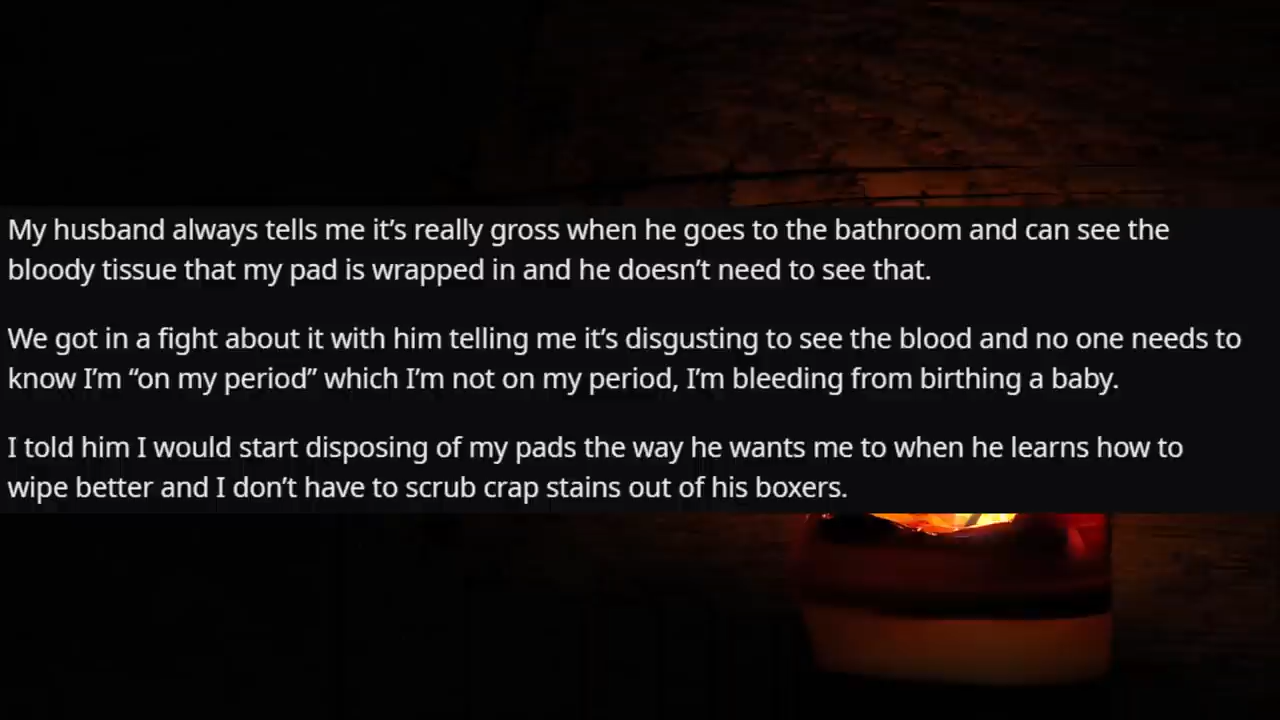 My husband always tells me it’s really gross when he goes to the bathroom and can see the
bloody tissue that my pad is wrapped in and he doesn’t need to see that.
We got in a fight about it with him telling me it’s disgusting to see the blood and no one needs to
know I’m “on my period” which I’m not on my period, I’m bleeding from birthing a baby.
I told him I would start disposing of my pads the way he wants me to when he learns how to
wipe better and I don’t have to scrub crap stains out of his boxers.